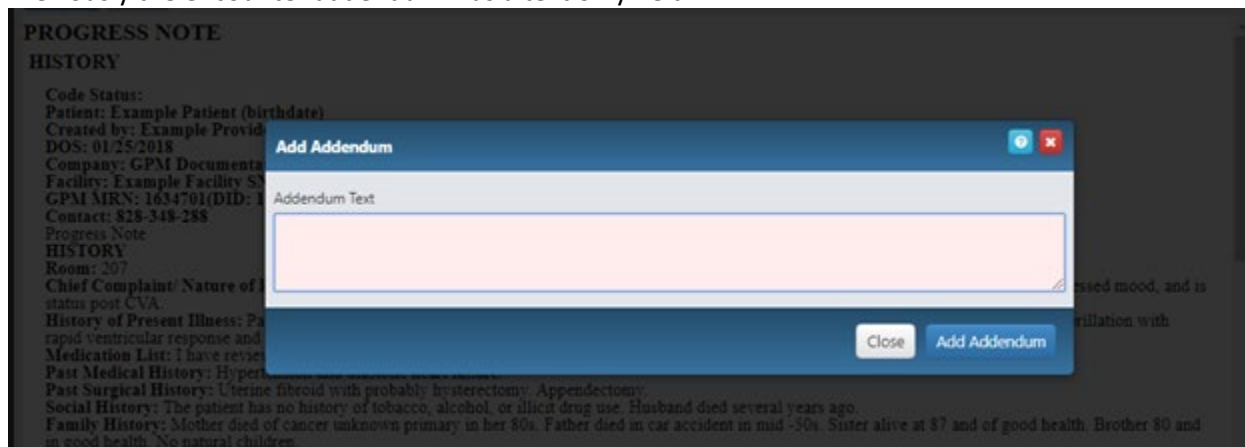 PROGRESS NOTE
HISTORY
Code Status:
Patient: Example Patient (birthdate)
Created by: Example Provide
DOS: 01/25/2018
Company: GPM Documenta
Facility: Example Facility SN
GPM MRN: 1634701(DID: 1
Contact: 828-348-288
Progress Note
HISTORY
Room: 207
Chief Complaint/ Nature of
status post CVA.
essed mood, and is
History of Present Illness: Pa
rillation with
rapid ventricular response and
Medication List: I have review
Past Medical History: Hypert
Past Surgical History: Uterine fibroid with probably hysterectomy. Appendectomy.
Social History: The patient has no history of tobacco, alcohol, or illicit drug use. Husband died several years ago.
Family History: Mother died of cancer unknown primary in her 80s. Father died in car accident in mid -50s. Sister alive at 87 and of good health. Brother 80 and
in good health. No natural children.
Add Addendum
Addendum Text
Close Add Addendum